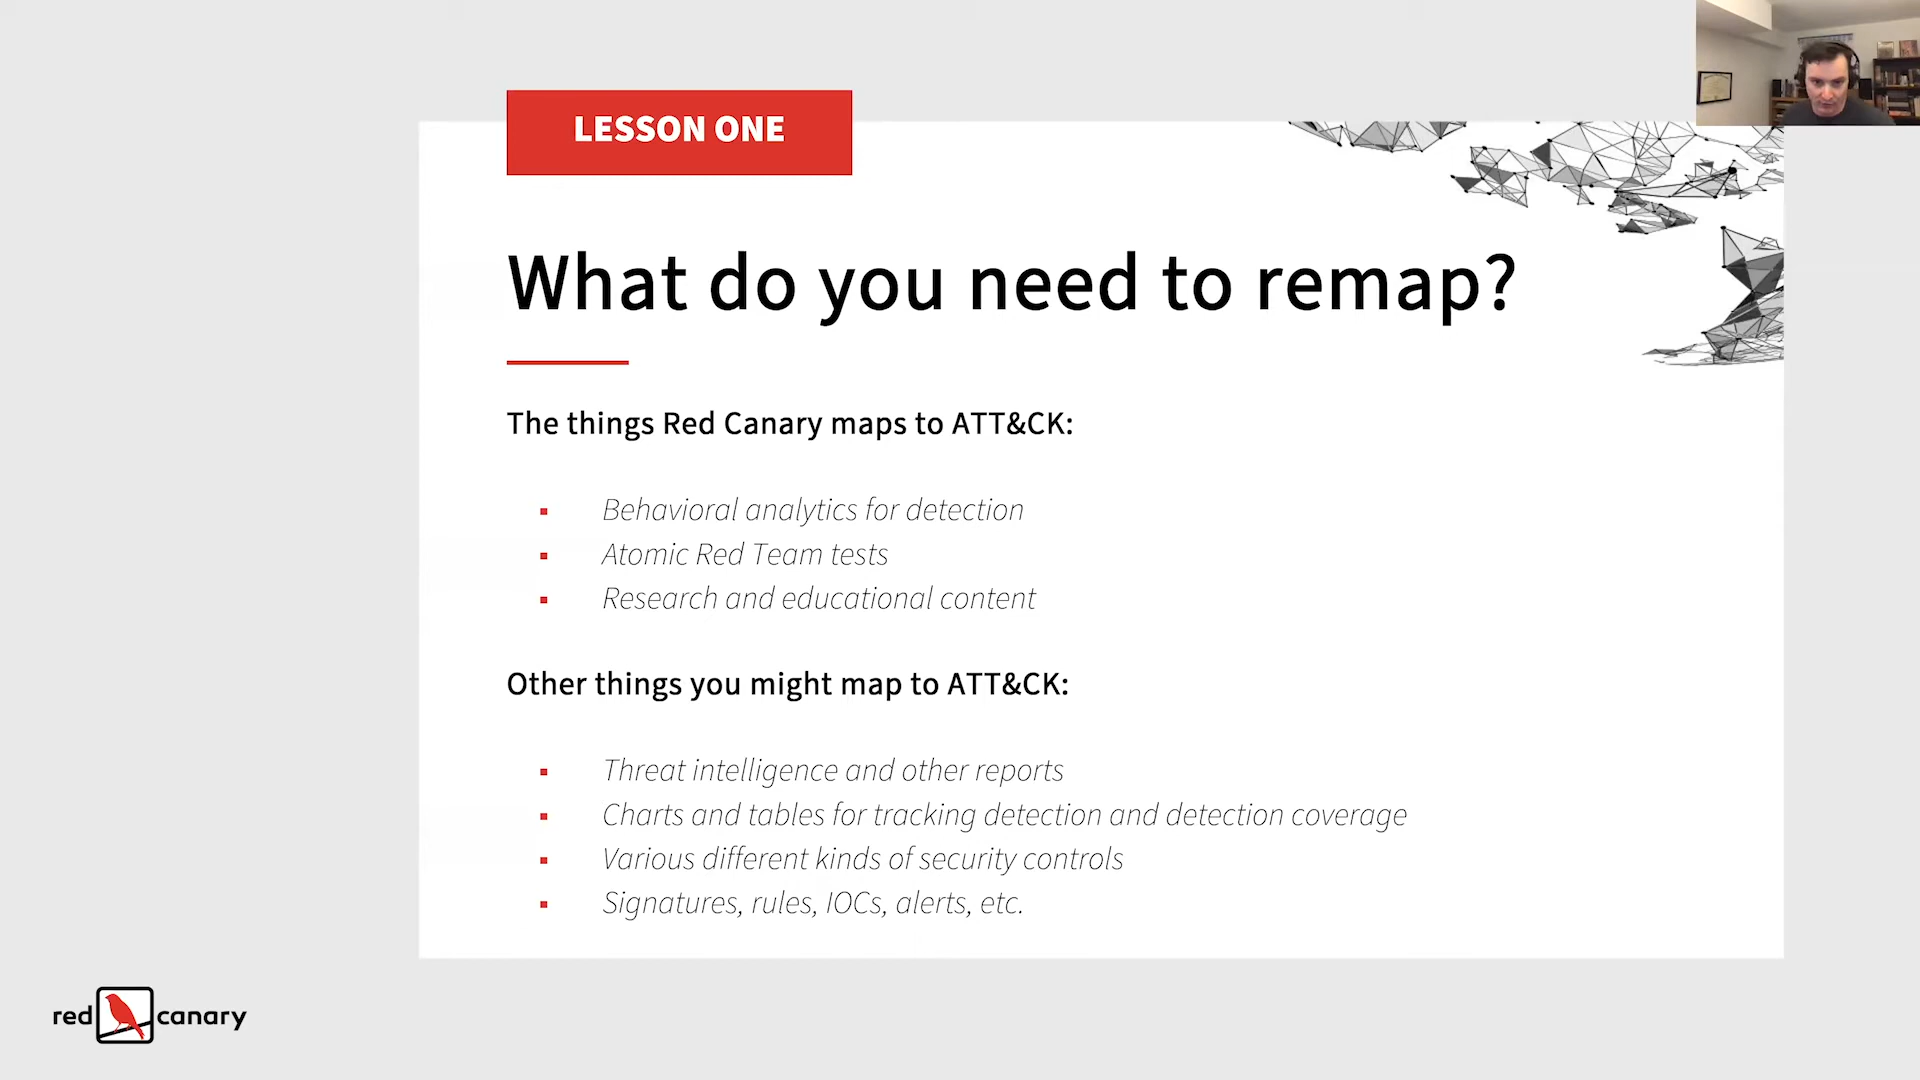 LESSON ONE
What do you need to remap?
The things Red Canary maps to ATT&CK:
Behavioral analytics for detection
Atomic Red Team tests
Research and educational content
Other things you might map to ATT&CK:
Threat intelligence and other reports
Charts and tables for tracking detection and detection coverage
Various different kinds of security controls
Signatures, rules, IOCs, alerts, etc.
red canary